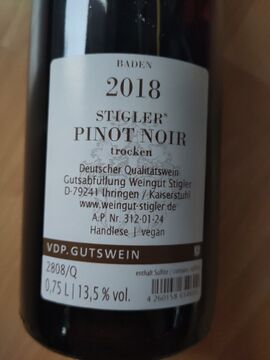 BADEN
2018
STIGLER'S
PINOT NOIR
trocken
Deutscher Qualitätswein
Gutsabfüllung Weingut Stigler
D-79241 Ihringen / Kaiserstuhl
www.weingut-stigler.de
A.P. Nr. 312-01-24
Handlese | vegan
VDP.GUTSWEIN
2808/Q
enthält Sulfite
0,75 L | 13,5 % vol.